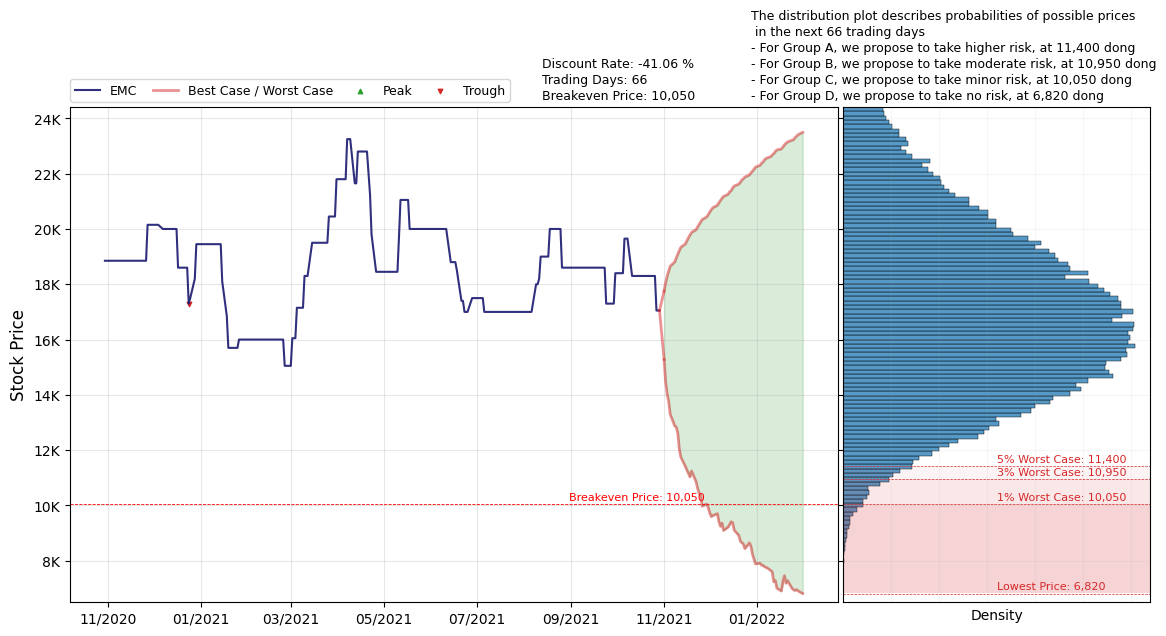 The distribution plot describes probabilities of possible prices
in the next 66 trading days
- For Group A, we propose to take higher risk, at 11,400 dong
- For Group B, we propose to take moderate risk, at 10,950 dong
- For Group C, we propose to take minor risk, at 10,050 dong
- For Group D, we propose to take no risk, at 6,820 dong
Discount Rate: -41.06 %
Trading Days: 66
Breakeven Price: 10,050
EMC
Best Case / Worst Case
Peak
Trough
Stock Price
24K
22K
20K
18K
16K
14K
12K
10K
8K
Breakeven Price: 10,050
11/2020
01/2021
03/2021
05/2021
07/2021
09/2021
11/2021
01/2022
5% Worst Case: 11,400
3% Worst Case: 10,950
1% Worst Case: 10,050
Lowest Price: 6,820
Density